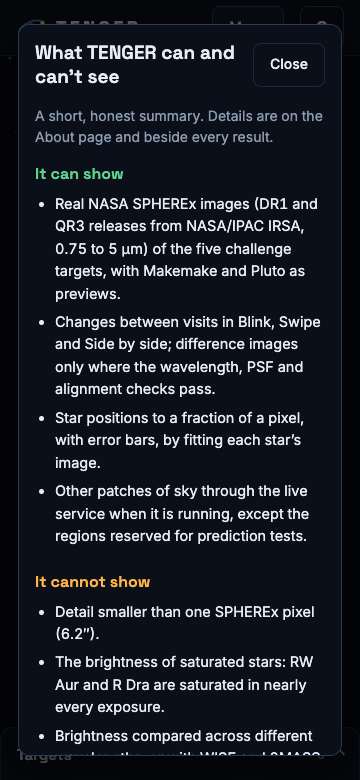 What TENGER can and
can't see
Close
A short, honest summary. Details are on the
About page and beside every result.
It can show
• Real NASA SPHEREx images (DR1 and
QR3 releases from NASA/IPAC IRSA,
0.75 to 5 µm) of the five challenge
targets, with Makemake and Pluto as
previews.
• Changes between visits in Blink, Swipe
and Side by side; difference images
only where the wavelength, PSF and
alignment checks pass.
• Star positions to a fraction of a pixel,
with error bars, by fitting each star's
image.
• Other patches of sky through the live
service when it is running, except the
regions reserved for prediction tests.
It cannot show
• Detail smaller than one SPHEREx pixel
(6.2″).
• The brightness of saturated stars: RW
Aur and R Dra are saturated in nearly
every exposure.
• Brightness compared across different
Targets